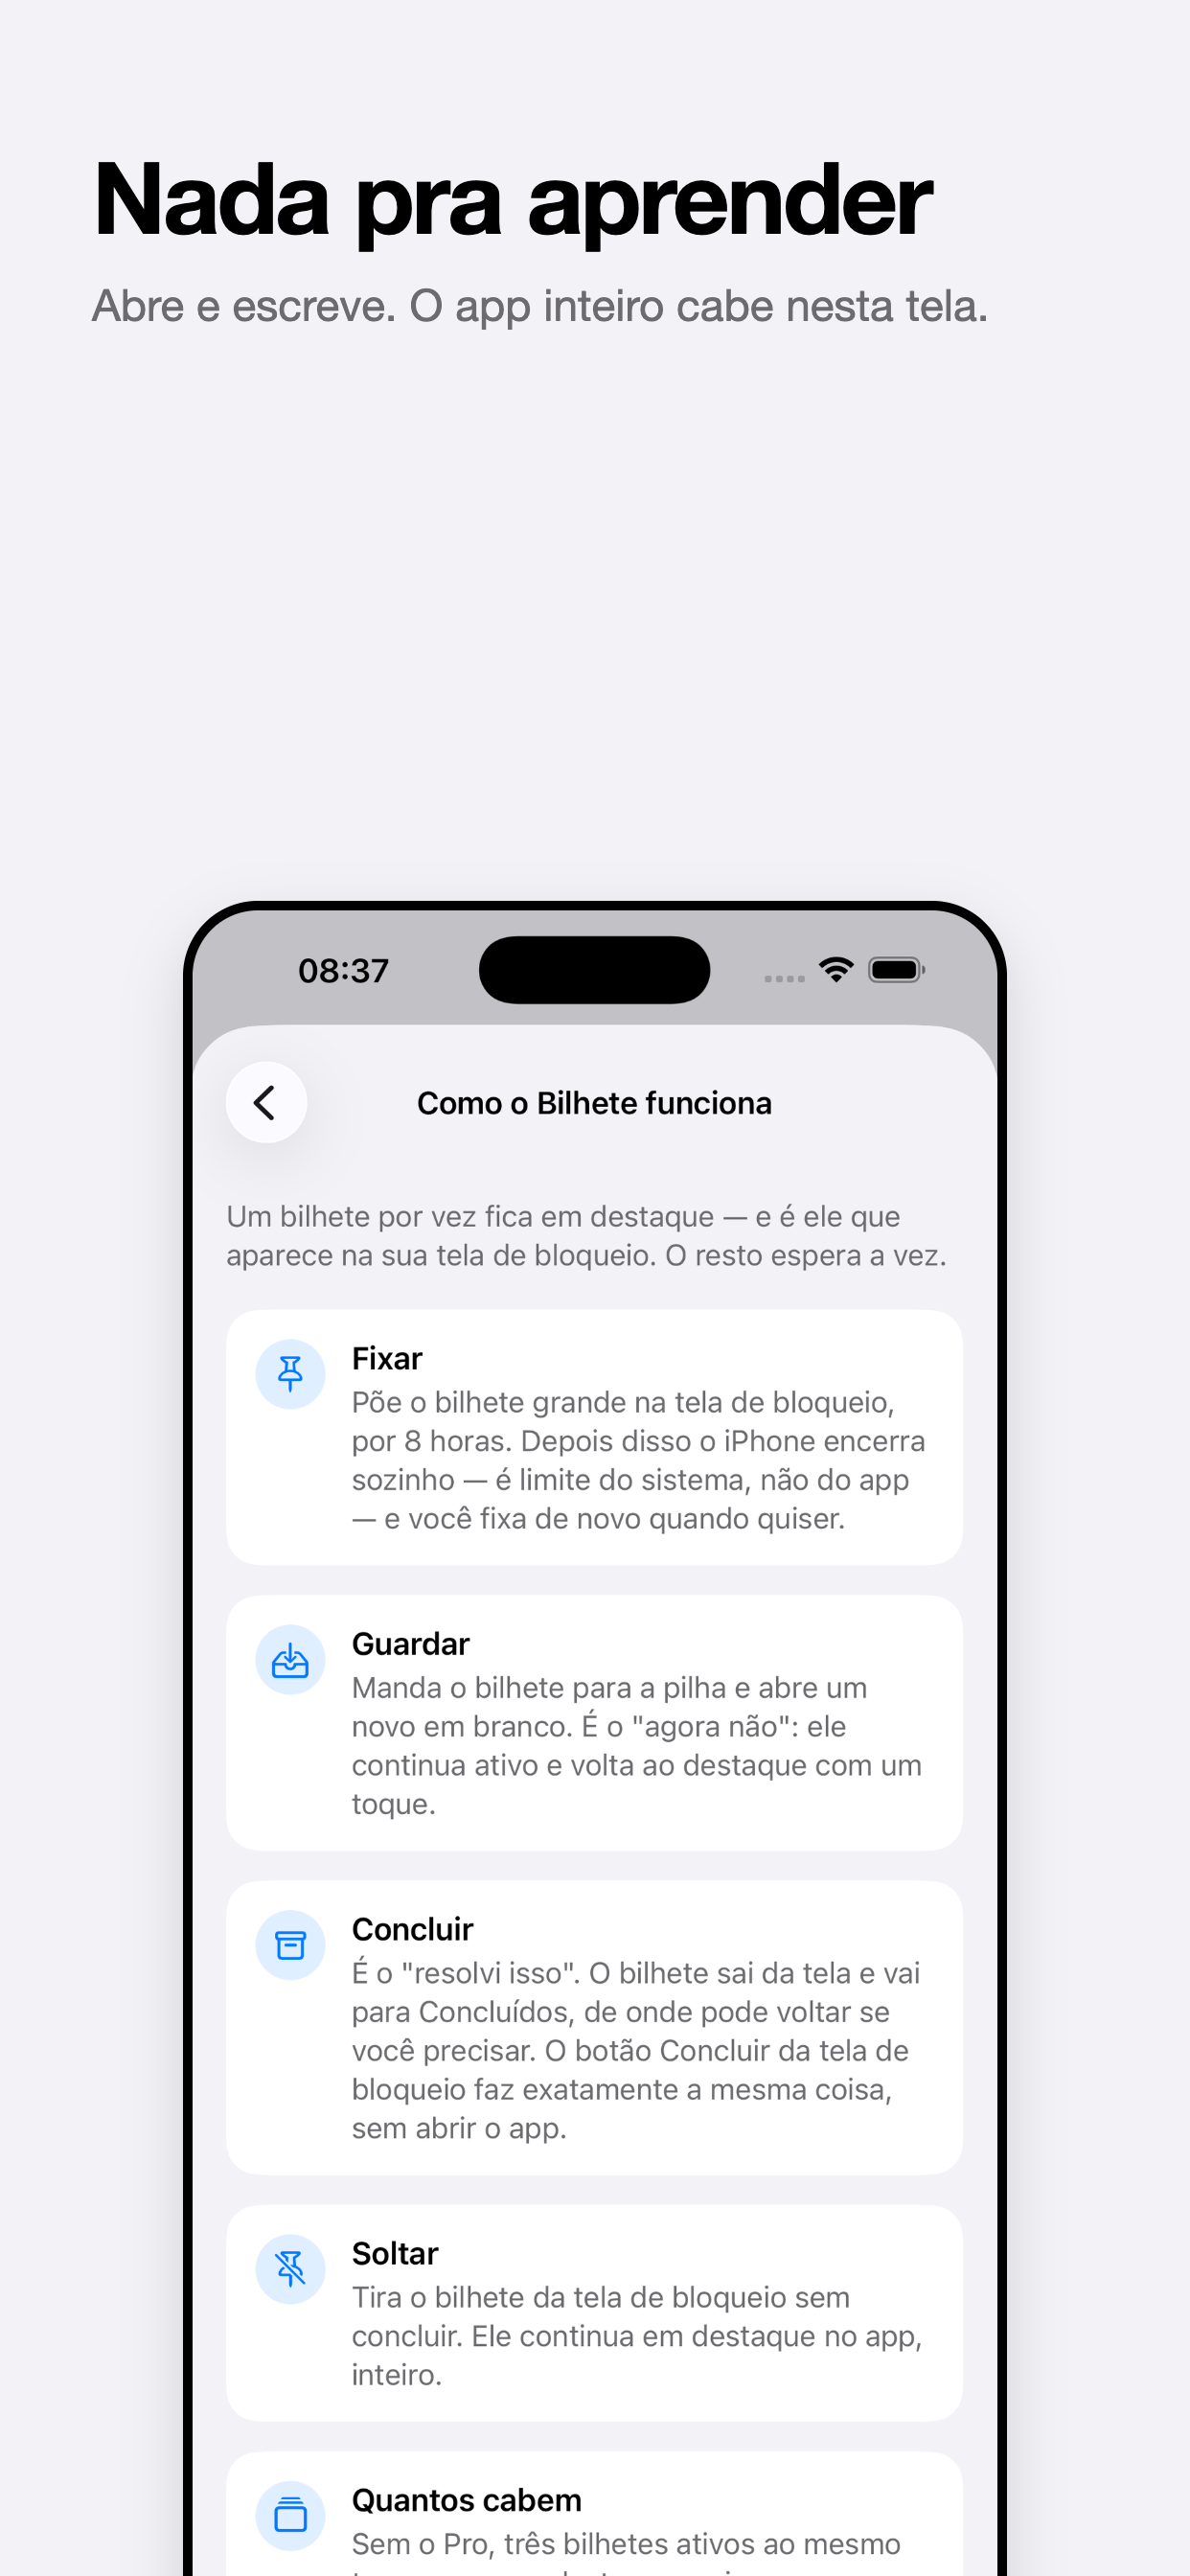 Nada pra aprender
Abre e escreve. O app inteiro cabe nesta tela.
08:37
Como o Bilhete funciona
Um bilhete por vez fica em destaque — e é ele que
aparece na sua tela de bloqueio. O resto espera a vez.
Fixar
Põe o bilhete grande na tela de bloqueio,
por 8 horas. Depois disso o iPhone encerra
sozinho — é limite do sistema, não do app
— e você fixa de novo quando quiser.
Guardar
Manda o bilhete para a pilha e abre um
novo em branco. É o "agora não": ele
continua ativo e volta ao destaque com um
toque.
Concluir
É o "resolvi isso". O bilhete sai da tela e vai
para Concluídos, de onde pode voltar se
você precisar. O botão Concluir da tela de
bloqueio faz exatamente a mesma coisa,
sem abrir o app.
Soltar
Tira o bilhete da tela de bloqueio sem
concluir. Ele continua em destaque no app,
inteiro.
Quantos cabem
Sem o Pro, três bilhetes ativos ao mesmo